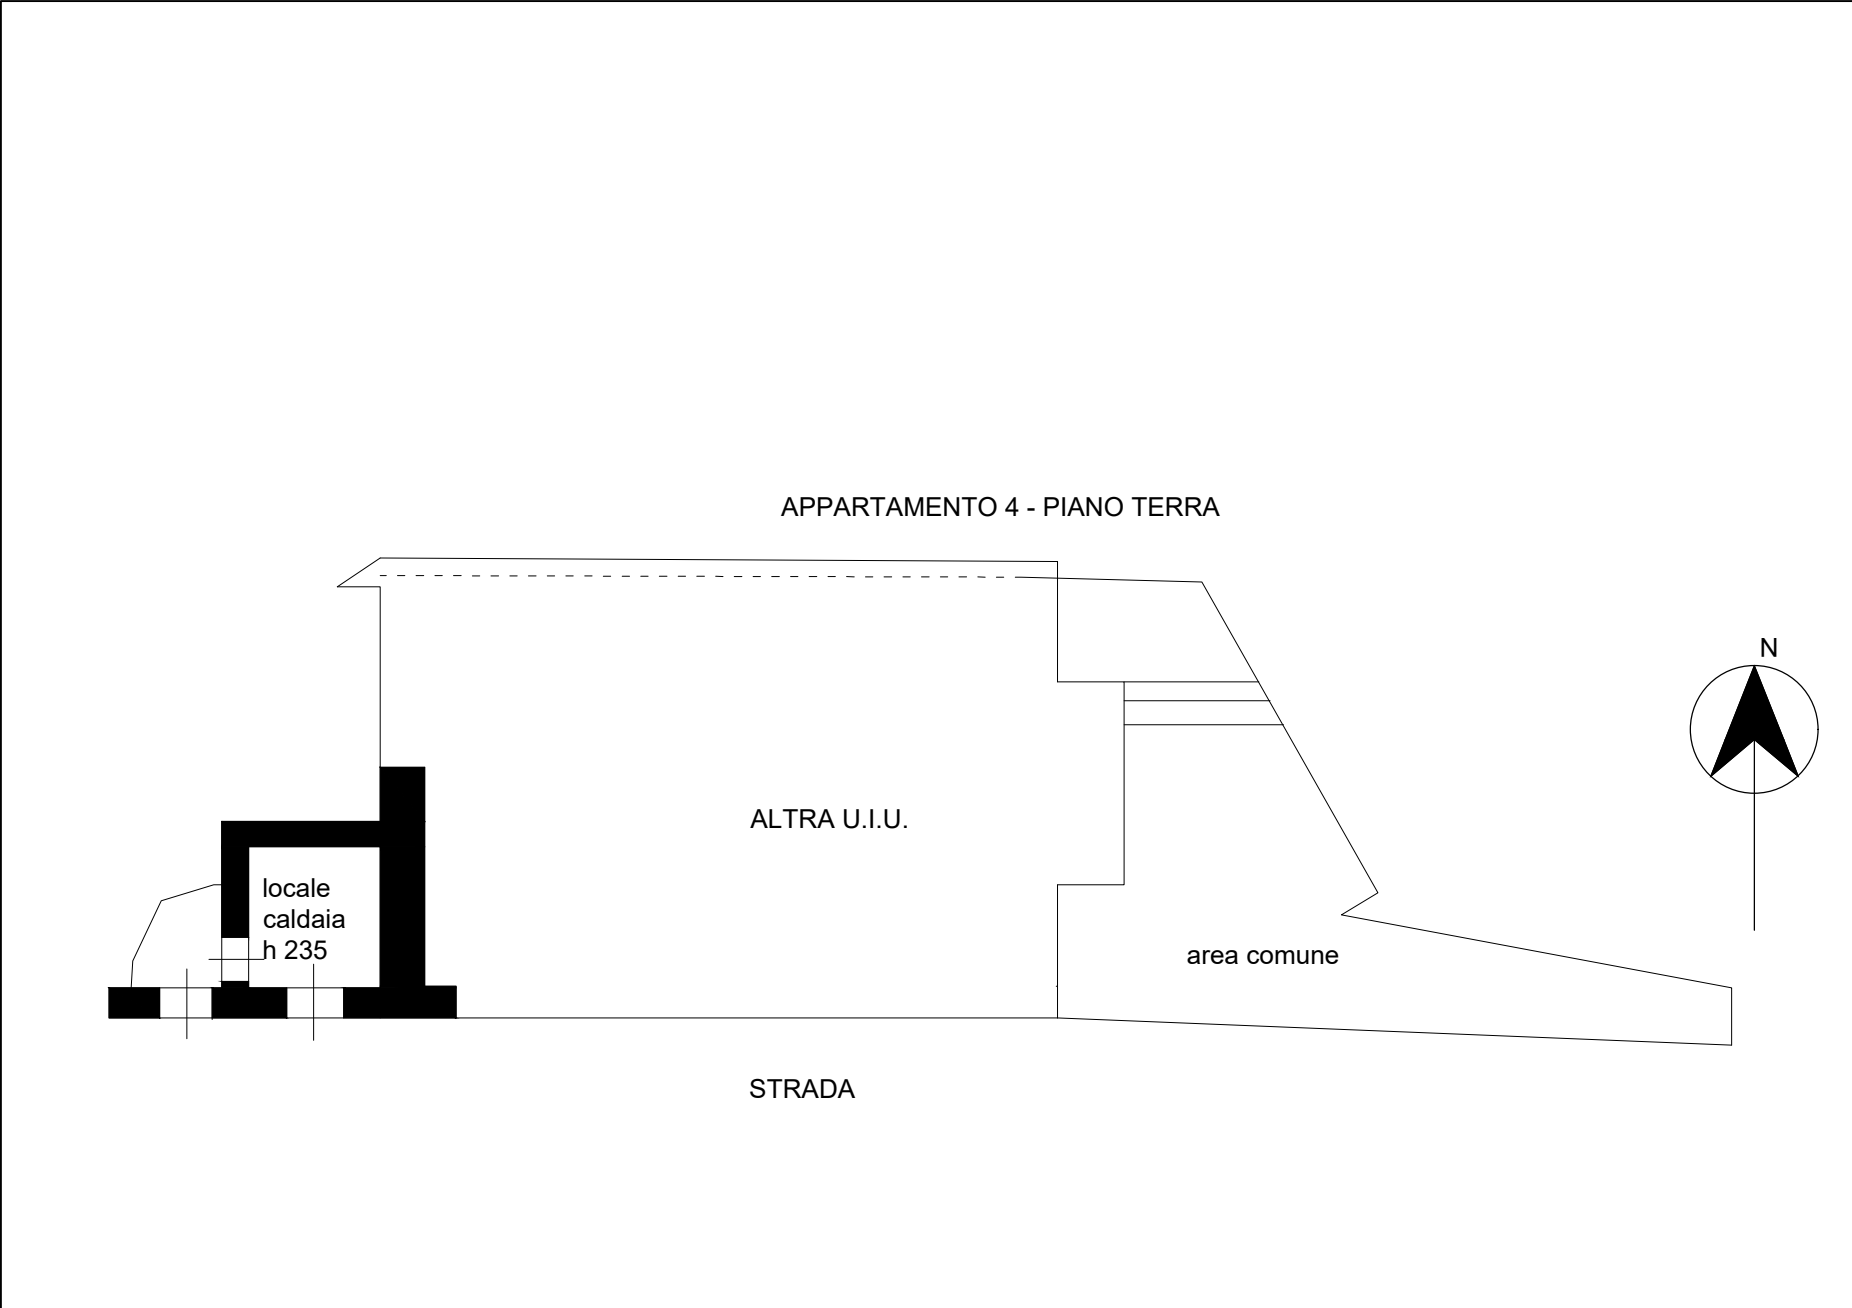 APPARTAMENTO 4 - PIANO TERRA
N
ALTRA U.I.U.
locale
caldaia
h 235
area comune
STRADA